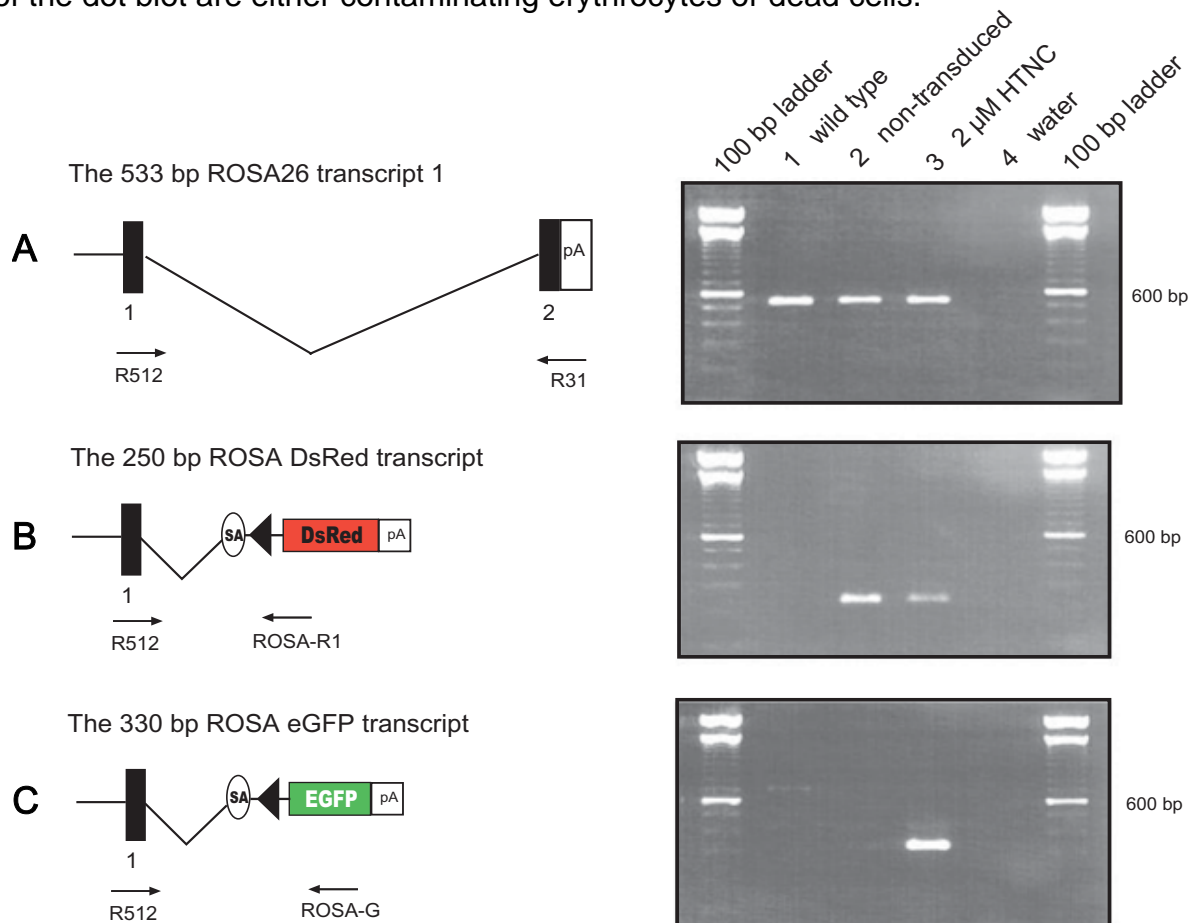 of the dot blot are either contaminating erythrocytes or dead cells.
100 bp ladder
1 wild type
2 non-transduced
3 2 µM HTNC
4 water
100 bp ladder
The 533 bp ROSA26 transcript 1
A
pA
1
2
R512
R31
600 bp
The 250 bp ROSA DsRed transcript
B
SA
DsRed
pA
1
R512
ROSA-R1
600 bp
The 330 bp ROSA eGFP transcript
C
SA
EGFP
pA
1
R512
ROSA-G
600 bp